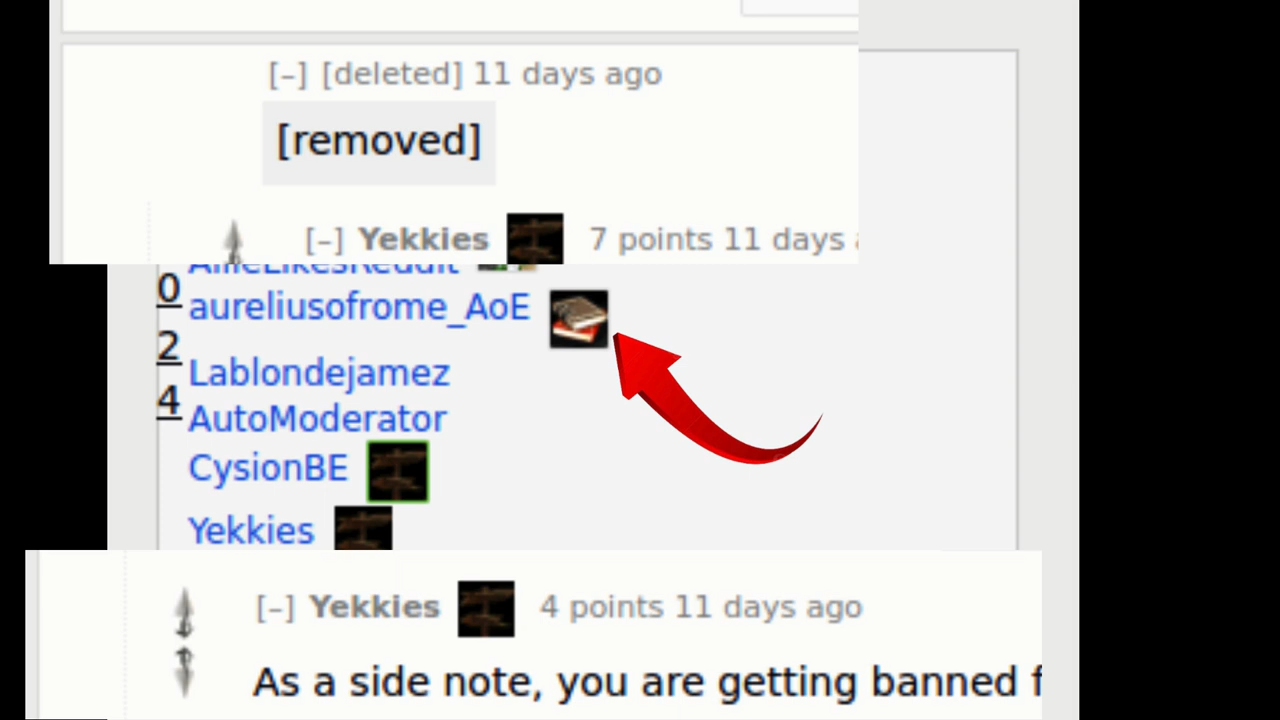 [–] [deleted] 11 days ago
[removed]
[–] Yekkies 7 points 11 days
AlfieLikesReddit
0
aureliusofrome_AoE
2
Lablondejamez
4
AutoModerator
CysionBE
Yekkies
[–] Yekkies 4 points 11 days ago
As a side note, you are getting banned f